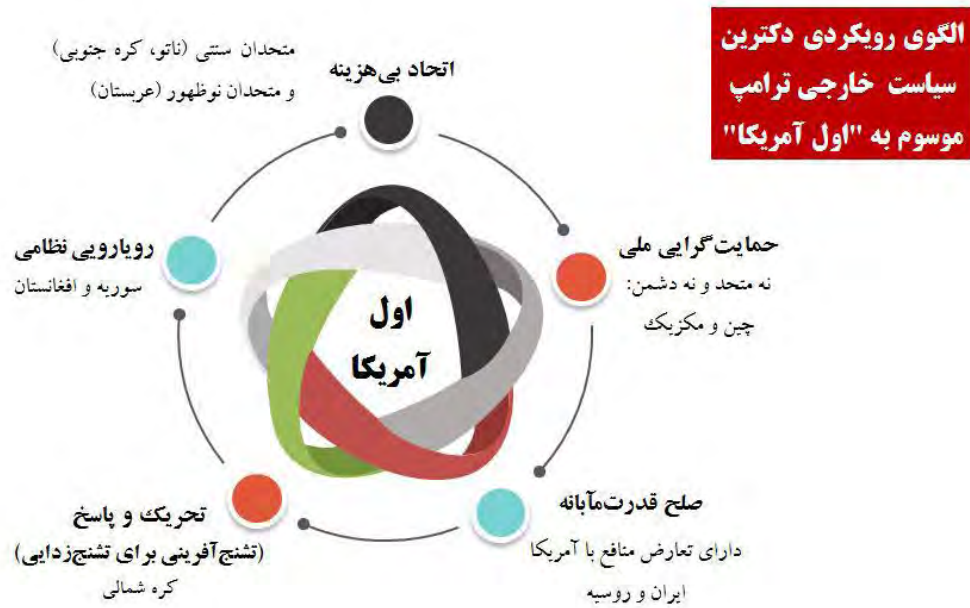 الگوی رویکردی دکترین
سیاست خارجی ترامپ
موسوم به "اول آمریکا"
متحدان سنتی (ناتو، کره جنوبی)
و متحدان نوظهور (عربستان)
اتحاد بی‌هزینه
حمایت‌گرایی ملی
نه متحد و نه دشمن:
چین و مکزیک
صلح قدرت‌مآبانه
دارای تعارض منافع با آمریکا
ایران و روسیه
تحریک و پاسخ
(تشنج‌آفرینی برای تشنج‌زدایی)
کره شمالی
رویارویی نظامی
سوریه و افغانستان
اول
آمریکا